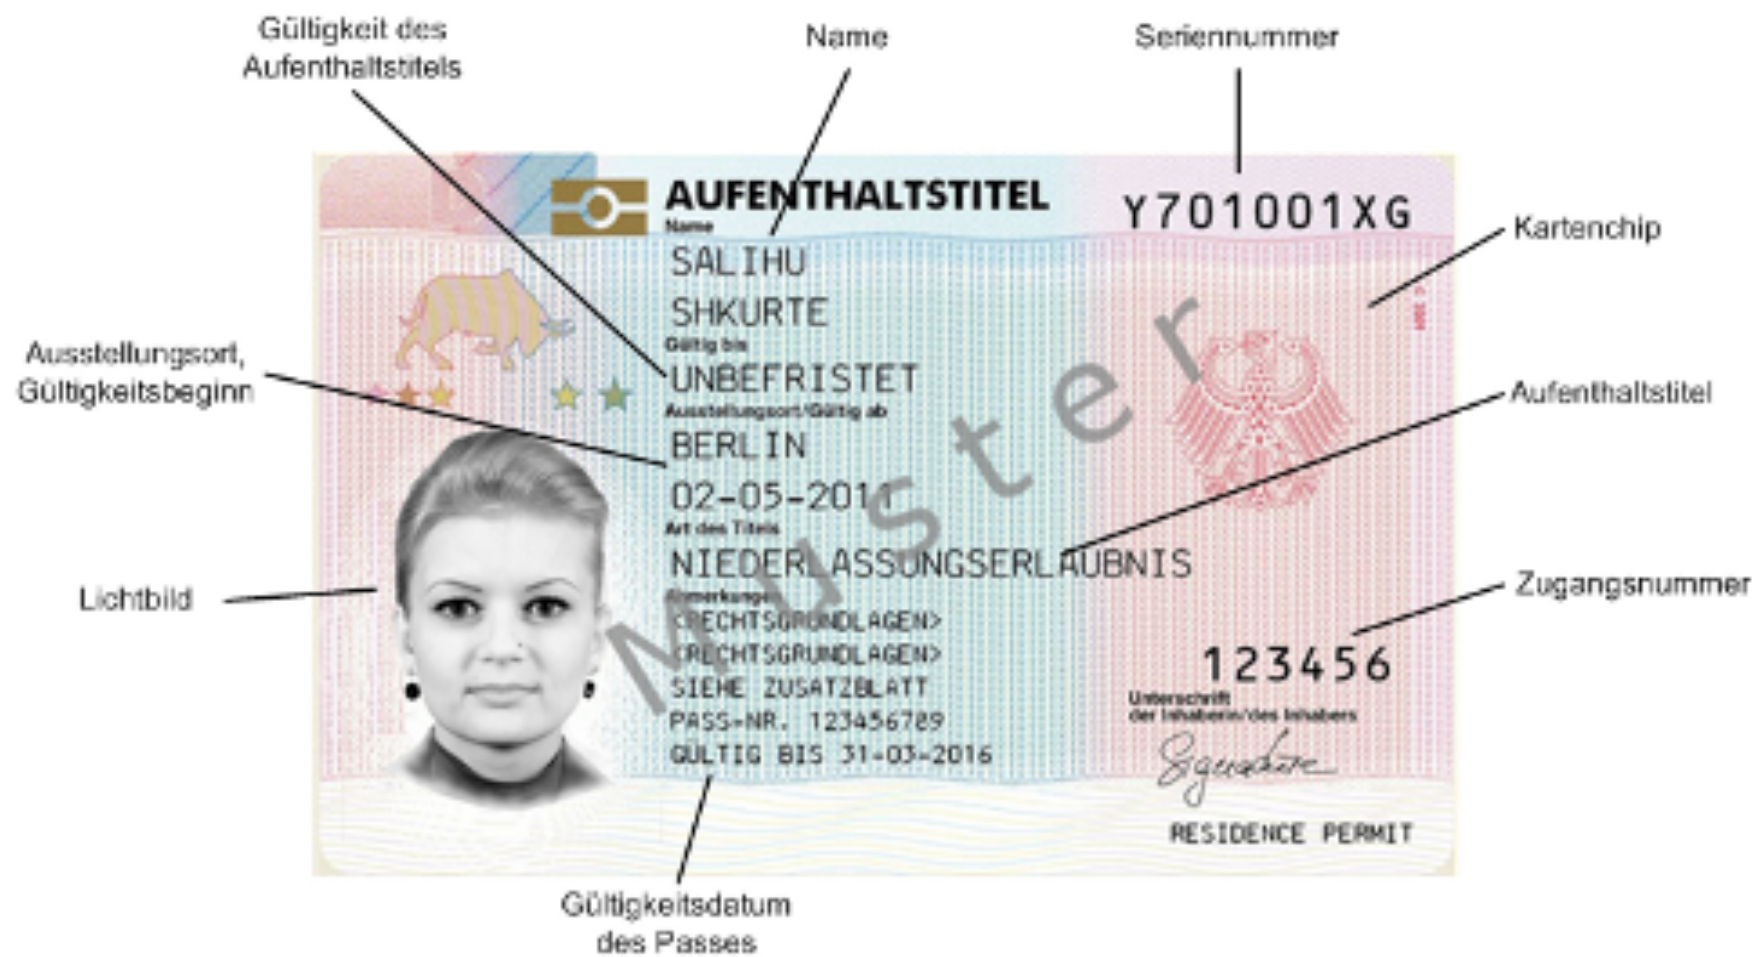 Gültigkeit des
Aufenthaltstitels
Name
Seriennummer
AUFENTHALTSTITEL
Y701001XG
Name
SALIHU
SHKURTE
Kartenchip
Gültig bis
UNBEFRISTET
Ausstellungsort,
Gültigkeitsbeginn
Ausstellungsort/Gültig ab
BERLIN
02-05-2011
Aufenthaltstitel
Art des Titels
NIEDERLASSUNGSERLAUBNIS
Lichtbild
Zugangsnummer
Anmerkungen
<RECHTSGRUNDLAGEN>
<RECHTSGRUNDLAGEN>
SIEHE ZUSATZBLATT
PASS-NR. 123456789
GÜLTIG BIS 31-03-2016
123456
Unterschrift
der Inhaberin/des Inhabers
Signature
RESIDENCE PERMIT
Muster
Gültigkeitsdatum
des Passes